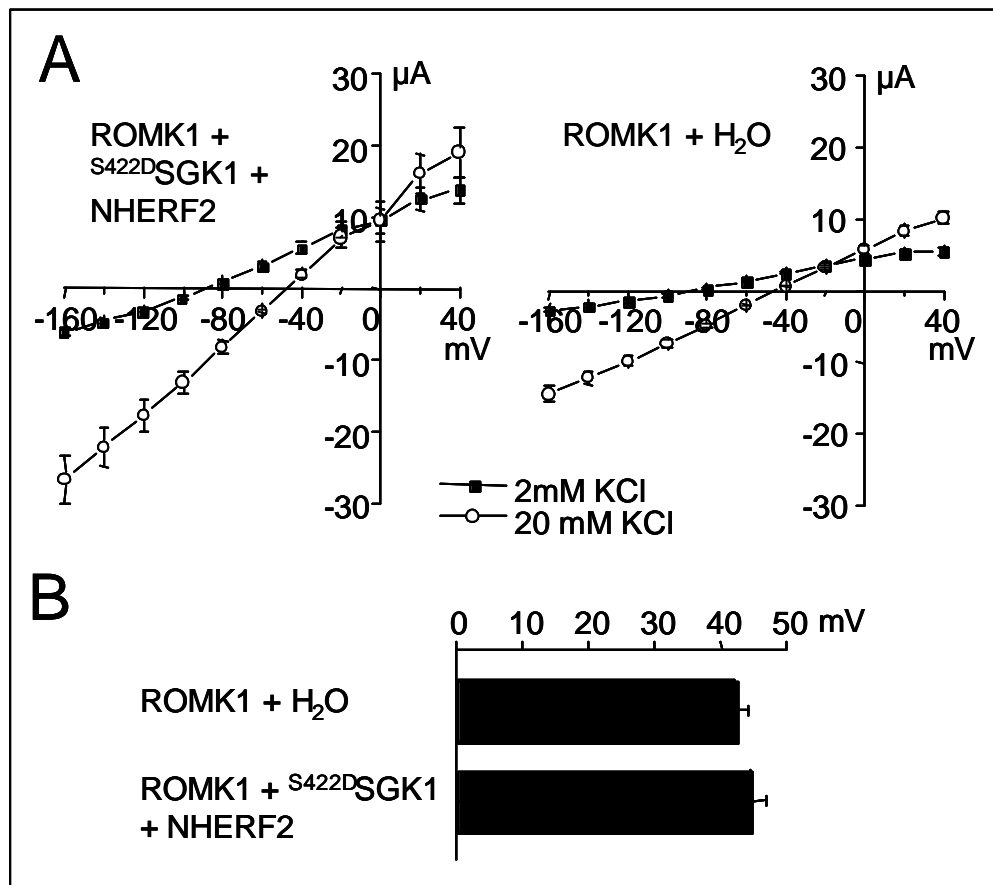 A
30 µA
20
10
-160 -120 -80 -40 0 40
mV
-10
-20
-30
ROMK1 +
S422DSGK1 +
NHERF2
30 µA
20
10
-160 -120 -80 -40 0 40
mV
-10
-20
-30
ROMK1 + H₂O
2mM KCl
20 mM KCl
B
0 10 20 30 40 50 mV
ROMK1 + H₂O
ROMK1 + S422DSGK1
+ NHERF2